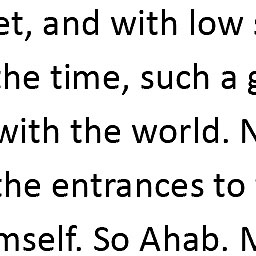 et, and with low
the time, such a g
with the world. N
the entrances to
mself. So Ahab. N